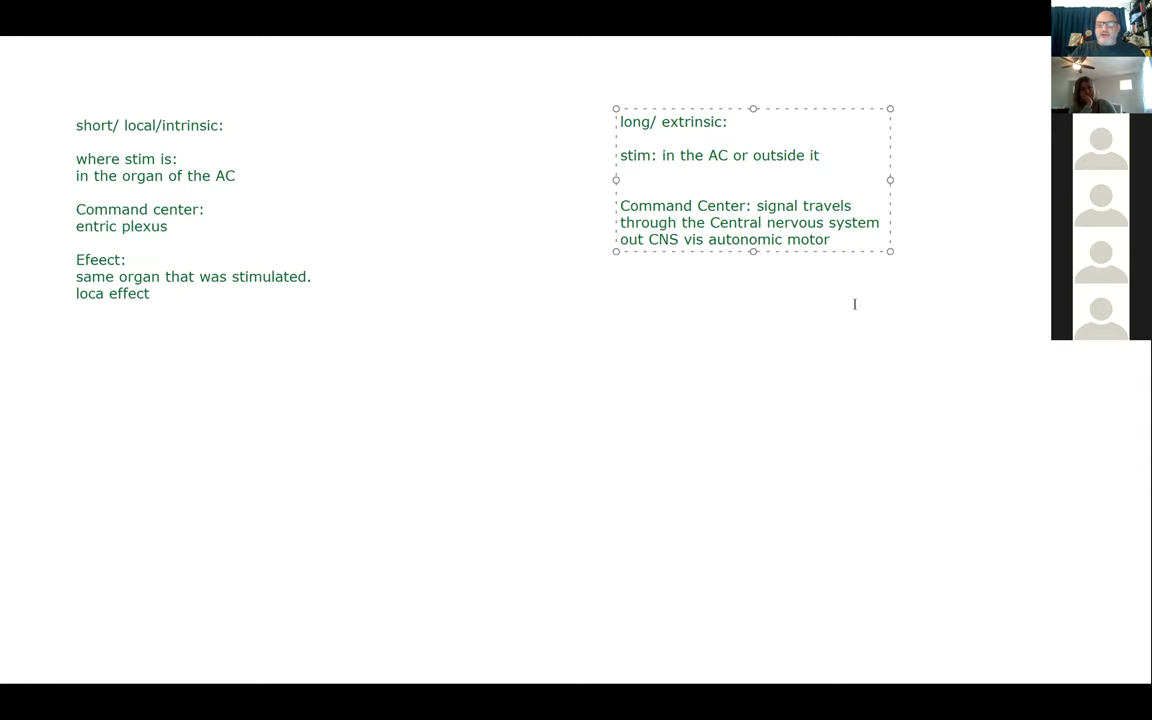 short/ local/intrinsic:
where stim is:
in the organ of the AC
Command center:
entric plexus
Efeect:
same organ that was stimulated.
loca effect
long/ extrinsic:
stim: in the AC or outside it
Command Center: signal travels
through the Central nervous system
out CNS vis autonomic motor